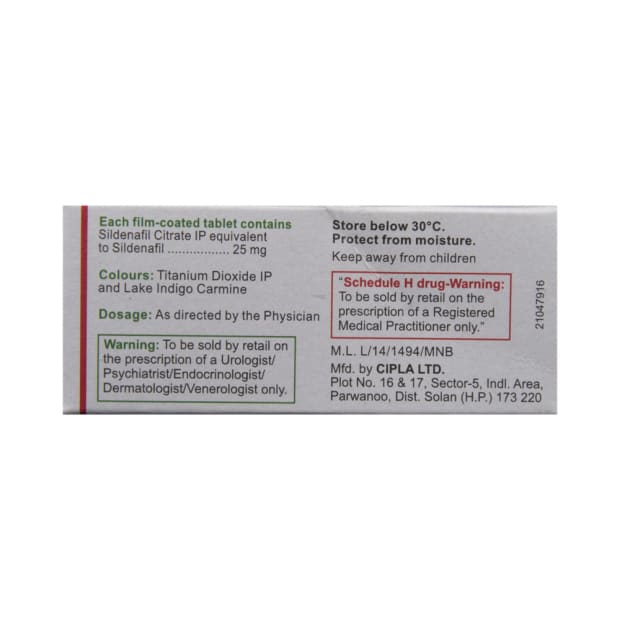 Each film-coated tablet contains
Sildenafil Citrate IP equivalent
to Sildenafil .................. 25 mg
Colours: Titanium Dioxide IP
and Lake Indigo Carmine
Dosage: As directed by the Physician
Warning: To be sold by retail on
the prescription of a Urologist/
Psychiatrist/Endocrinologist/
Dermatologist/Venerologist only.
Store below 30°C.
Protect from moisture.
Keep away from children
"Schedule H drug-Warning:
To be sold by retail on the
prescription of a Registered
Medical Practitioner only."
M.L. L/14/1494/MNB
Mfd. by CIPLA LTD.
Plot No. 16 & 17, Sector-5, Indl. Area,
Parwanoo, Dist. Solan (H.P.) 173 220
21047916